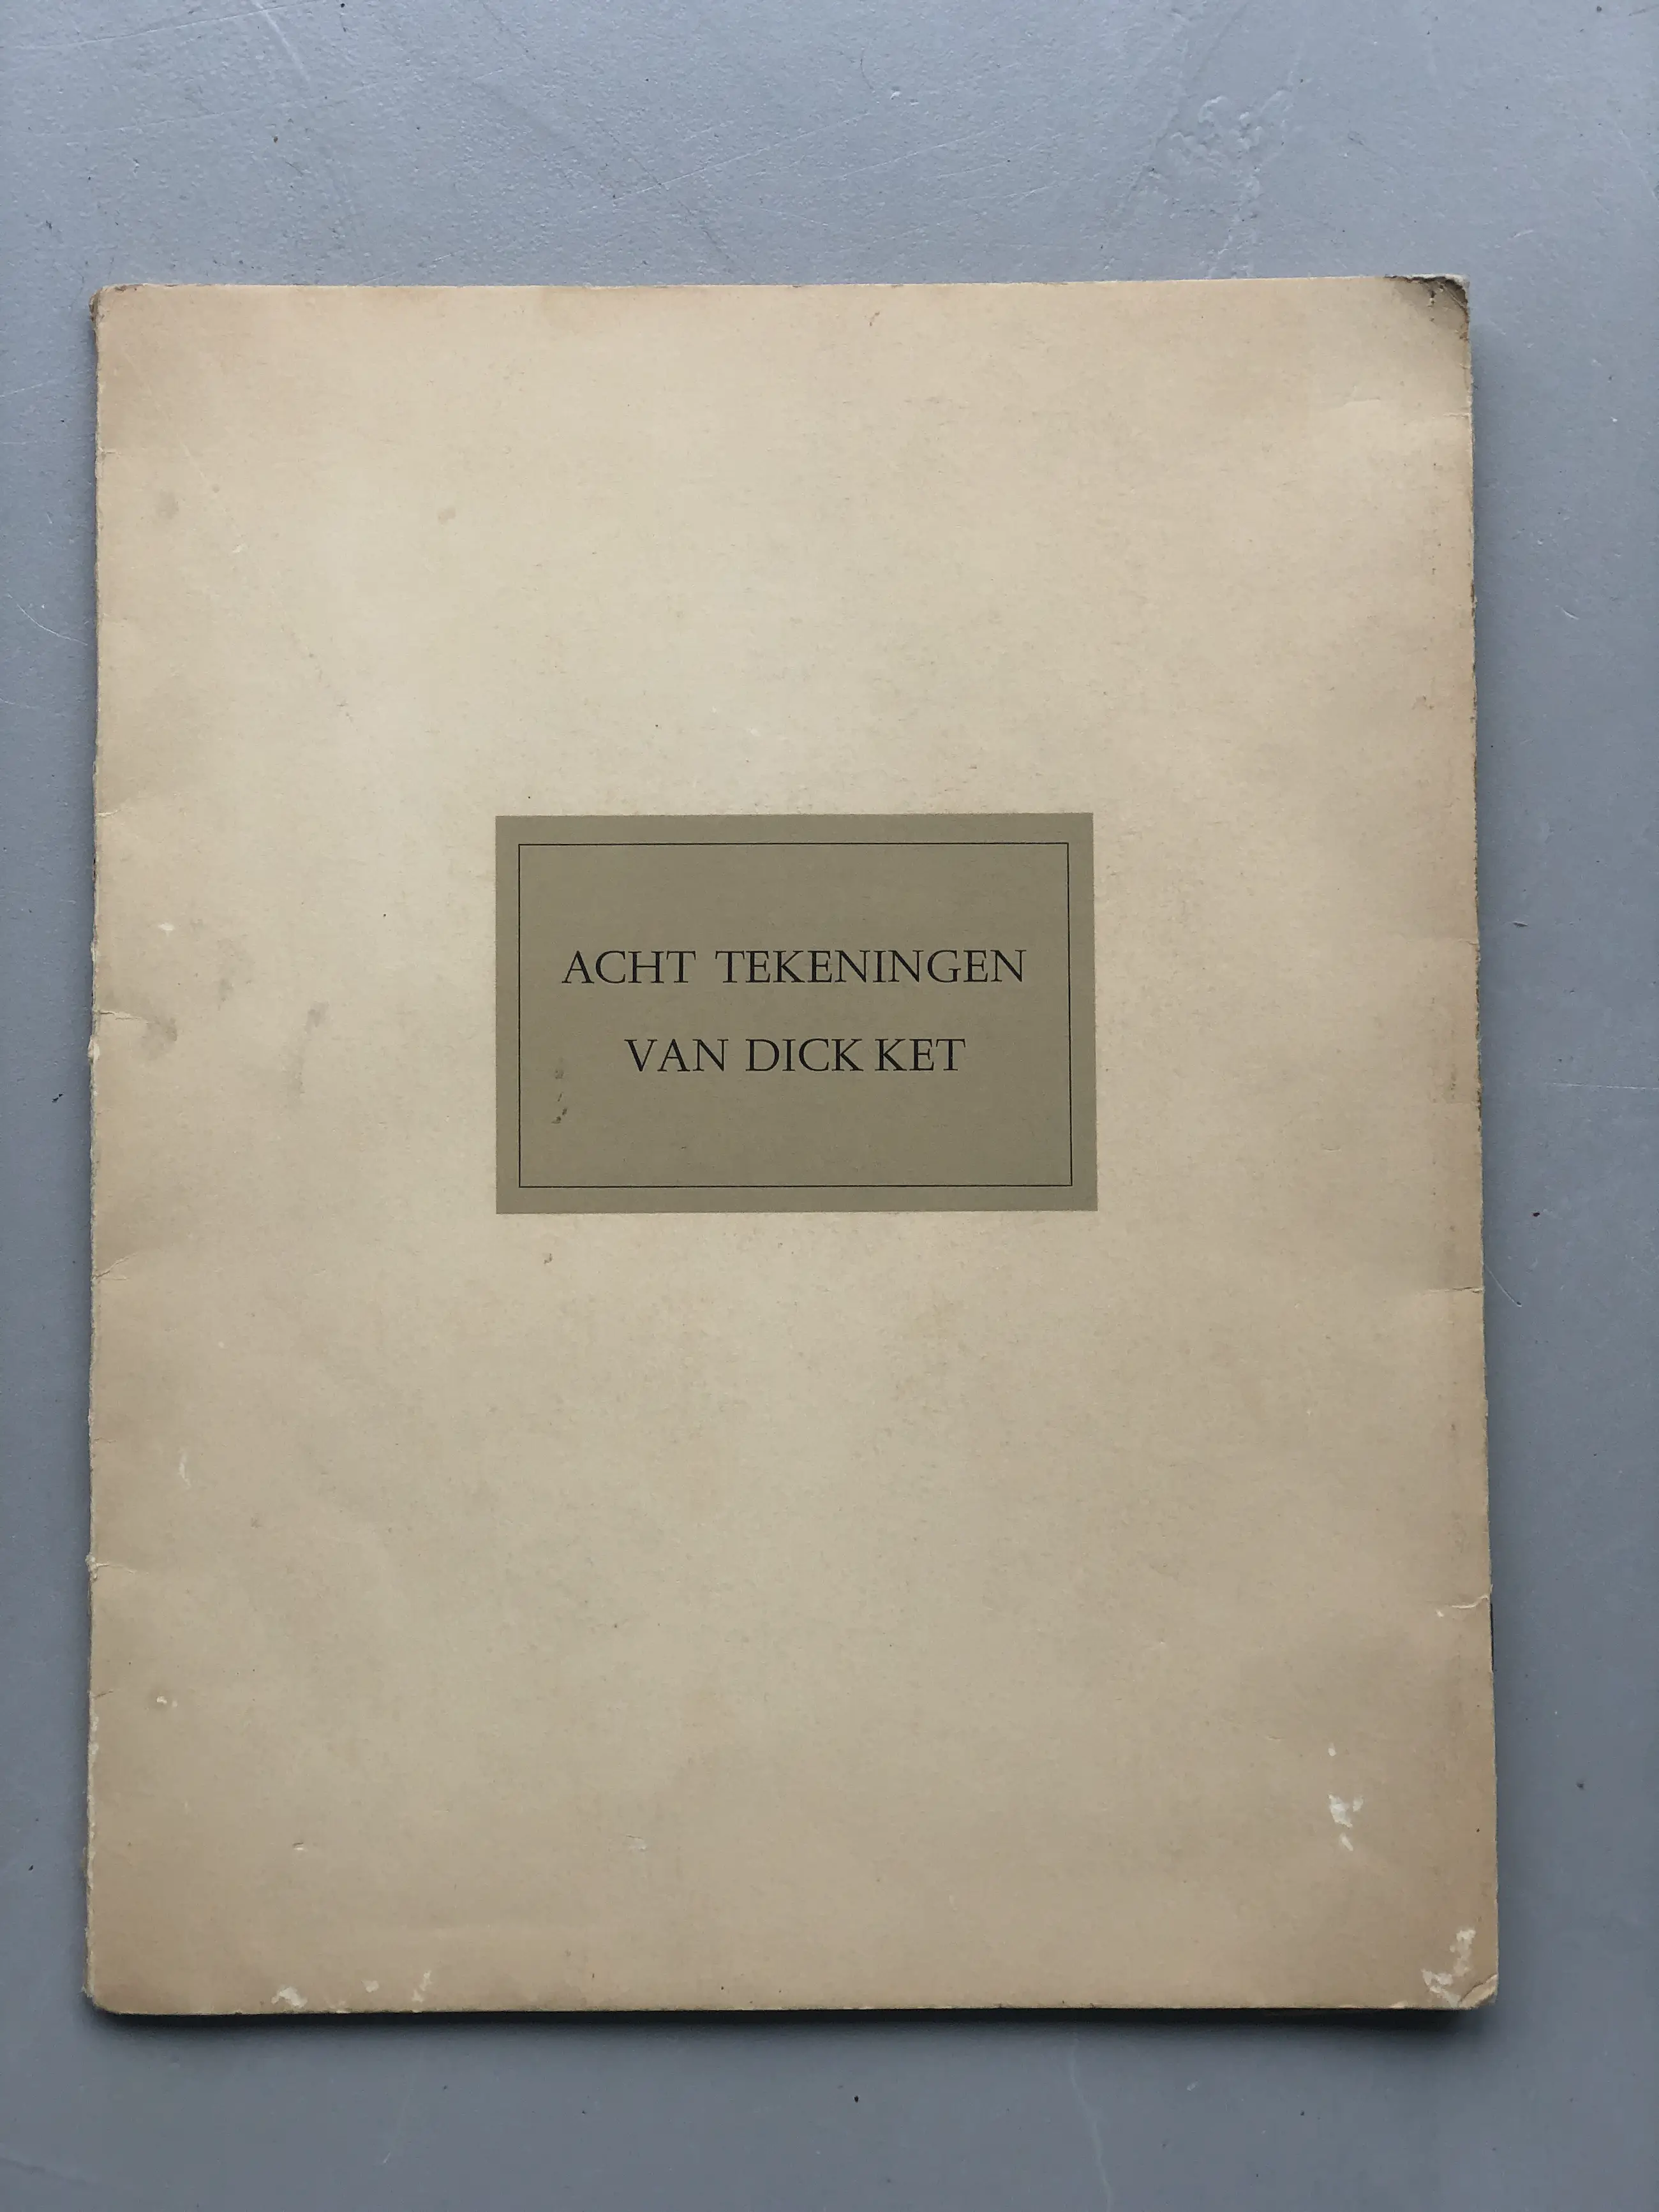 ACHT TEKENINGEN
VAN DICK KET